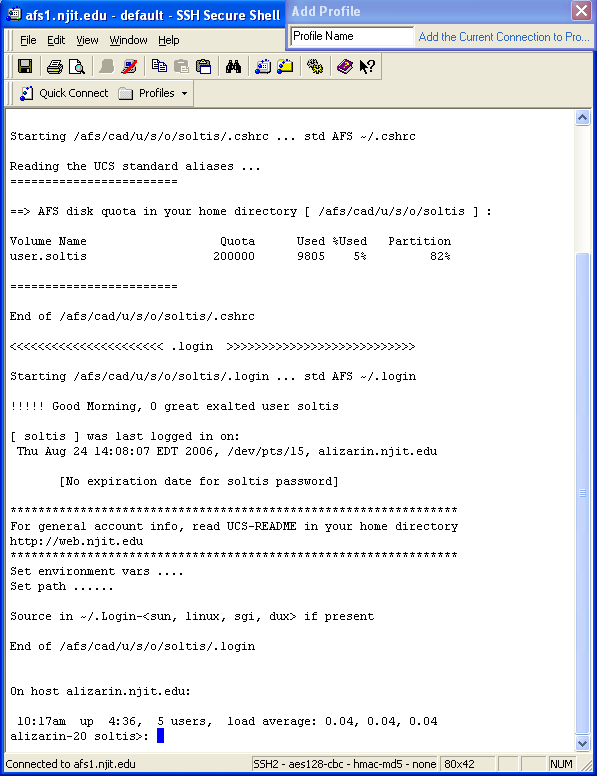 afs1.njit.edu - default - SSH Secure Shell
Add Profile
File Edit View Window Help
Profile Name
Add the Current Connection to Pro...
Quick Connect Profiles
Starting /afs/cad/u/s/o/soltis/.cshrc ... std AFS ~/.cshrc
Reading the UCS standard aliases ...
========================
==> AFS disk quota in your home directory [ /afs/cad/u/s/o/soltis ] :
Volume Name Quota Used %Used Partition
user.soltis 200000 9805 5% 82%
========================
End of /afs/cad/u/s/o/soltis/.cshrc
<<<<<<<<<<<<<<<<<<<<<< .login >>>>>>>>>>>>>>>>>>>>>>>>>>>
Starting /afs/cad/u/s/o/soltis/.login ... std AFS ~/.login
!!!!! Good Morning, O great exalted user soltis
[ soltis ] was last logged in on:
Thu Aug 24 14:08:07 EDT 2006, /dev/pts/15, alizarin.njit.edu
[No expiration date for soltis password]
****************************************************************
For general account info, read UCS-README in your home directory
http://web.njit.edu
****************************************************************
Set environment vars ....
Set path ......
Source in ~/.Login-<sun, linux, sgi, dux> if present
End of /afs/cad/u/s/o/soltis/.login
On host alizarin.njit.edu:
10:17am up 4:36, 5 users, load average: 0.04, 0.04, 0.04
alizarin-20 soltis>:
Connected to afs1.njit.edu
SSH2 - aes128-cbc - hmac-md5 - none 80x42 NUM